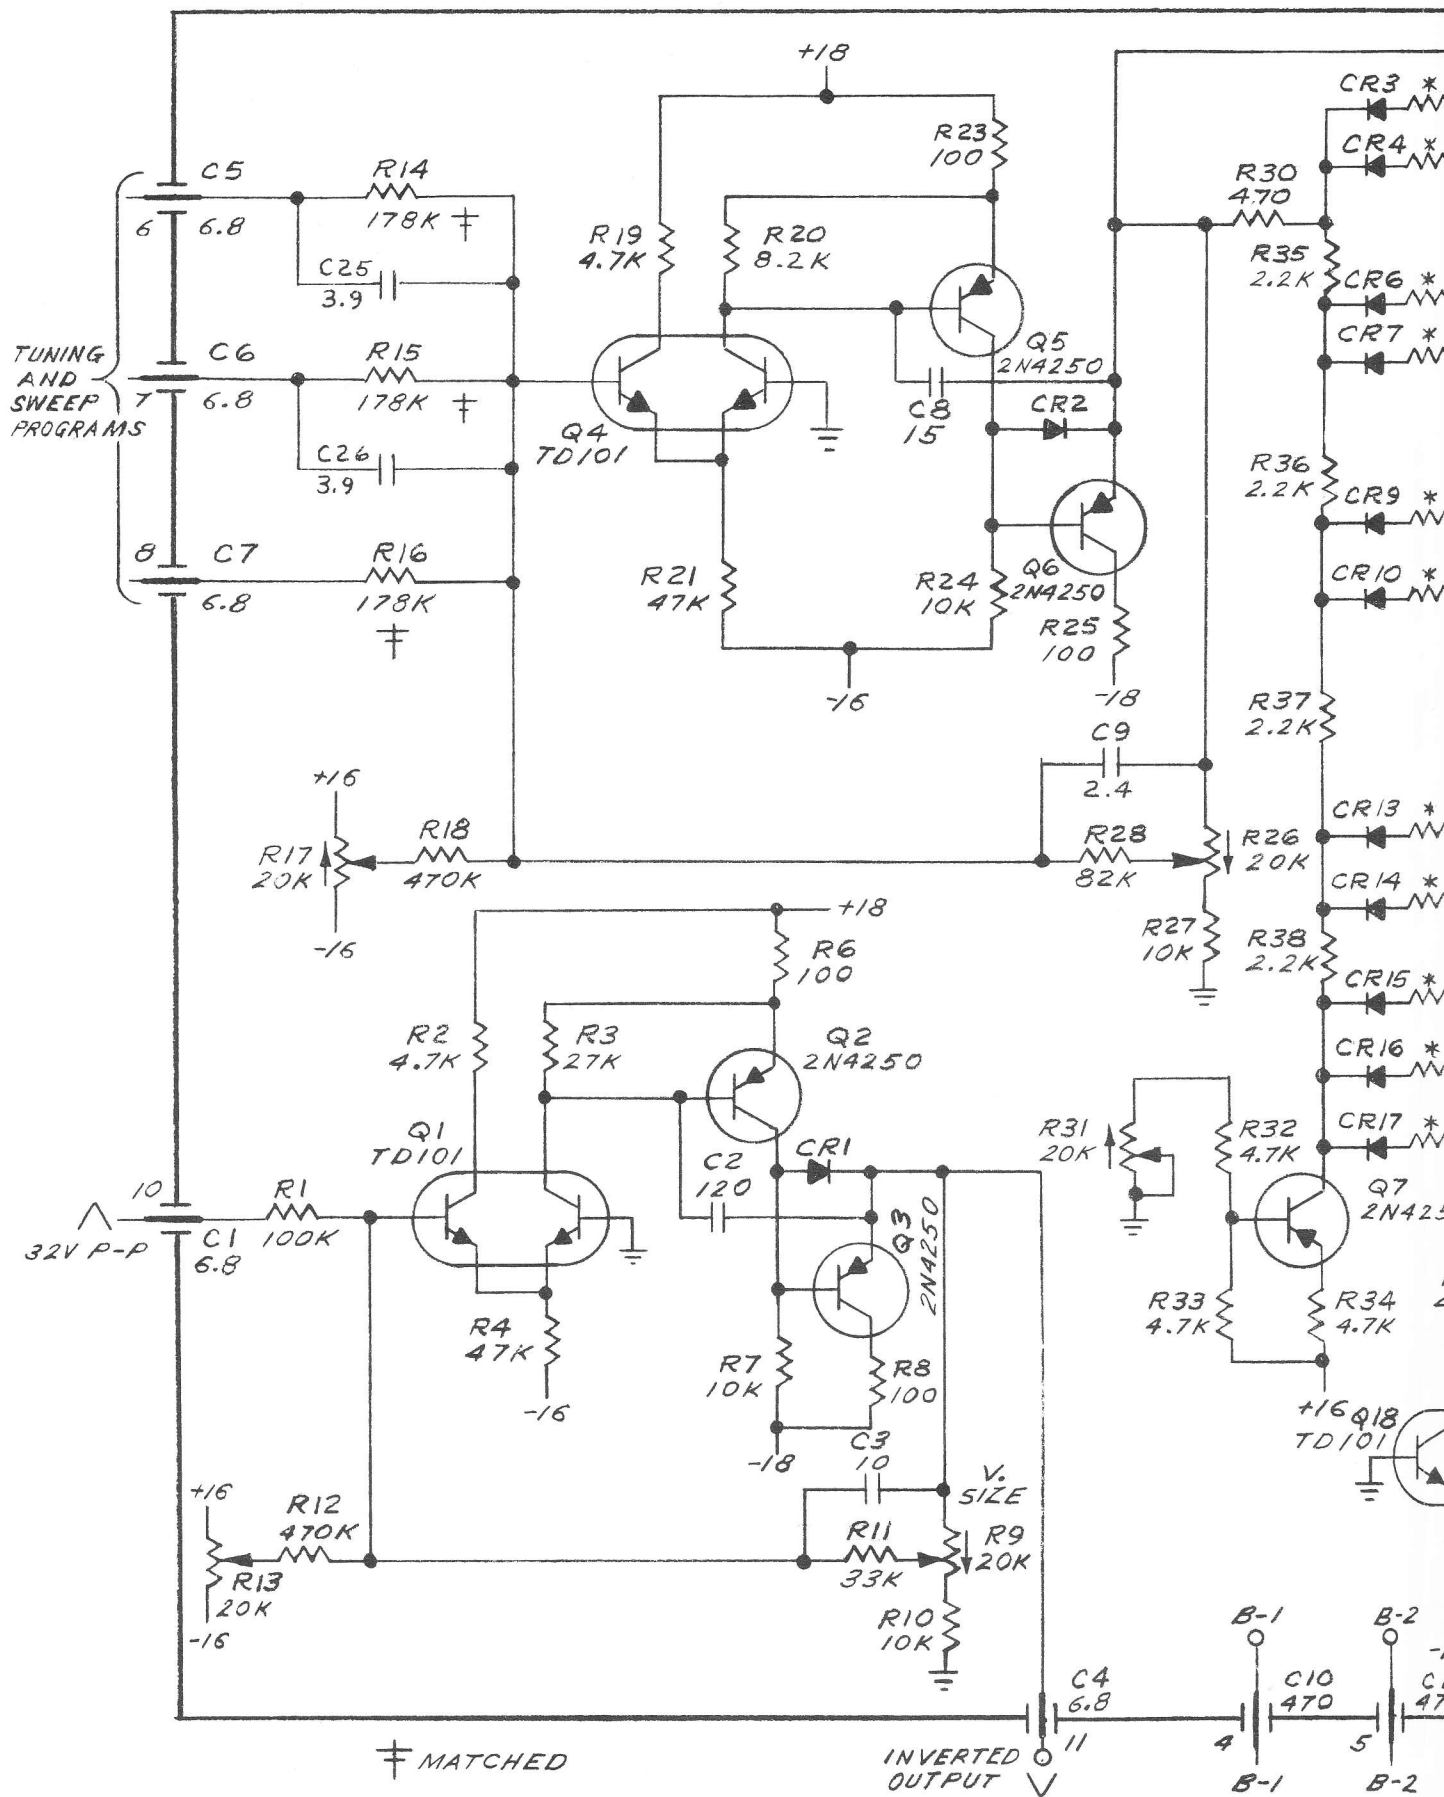 +18
CR3 *
R23
100
CR4 *
C5
R14
R30
470
6
6.8
178K ‡
R19
4.7K
R20
8.2K
R35
2.2K
CR6 *
C25
3.9
Q5
2N4250
CR7 *
TUNING
AND
SWEEP
PROGRAMS
C6
R15
7
6.8
178K ‡
C8
15
CR2
Q4
TD101
C26
3.9
R36
2.2K
CR9 *
8
C7
R16
6.8
178K
‡
R21
47K
R24
10K
Q6
2N4250
CR10 *
R25
100
-16
-18
R37
2.2K
C9
2.4
+16
R17
20K
R18
470K
R28
82K
R26
20K
CR13 *
CR14 *
-16
+18
R6
100
R27
10K
R38
2.2K
CR15 *
R2
4.7K
R3
27K
Q2
2N4250
CR16 *
Q1
TD101
CR1
R31
20K
R32
4.7K
CR17 *
C2
120
Q7
2N425
10
R1
32V P-P
C1
6.8
100K
Q3
2N4250
R4
47K
R7
10K
R8
100
R33
4.7K
R34
4.7K
-16
-18
+16
Q18
TD101
C3
10
V.
SIZE
+16
R12
470K
R13
20K
-16
R11
33K
R9
20K
R10
10K
B-1
B-2
C4
6.8
C10
470
11
4
5
‡ MATCHED
INVERTED
OUTPUT
B-1
B-2